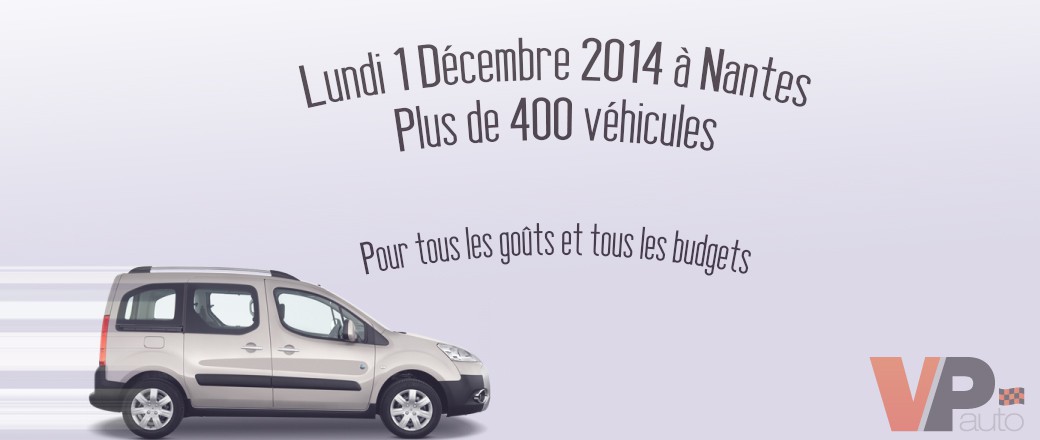 Lundi 1 Décembre 2014 à Nantes
Plus de 400 véhicules
Pour tous les goûts et tous les budgets
VP
auto